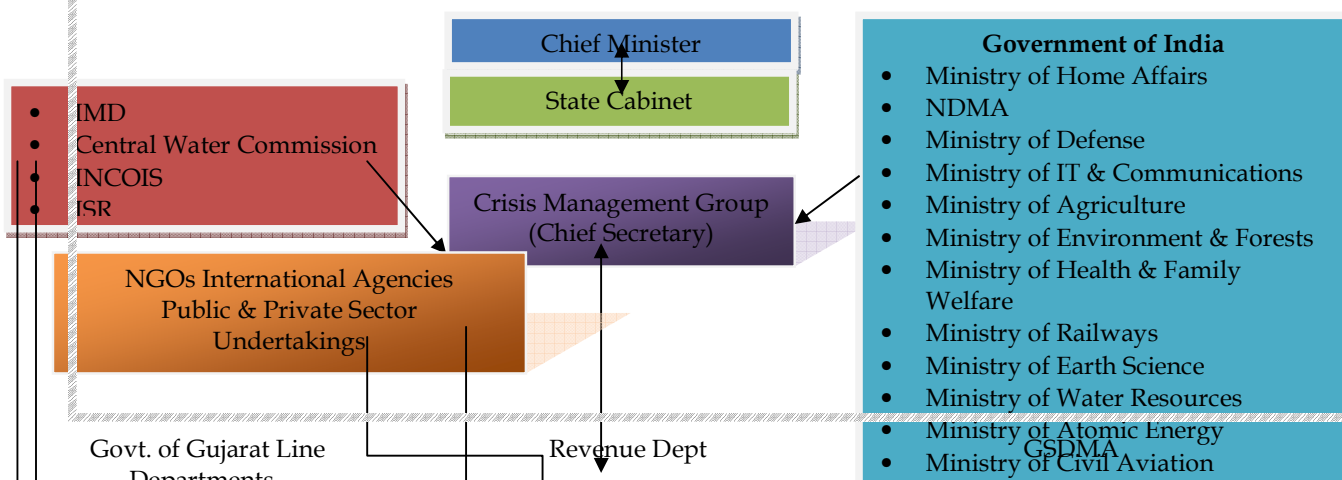 Chief Minister
State Cabinet
IMD
Central Water Commission
INCOIS
ISR
Crisis Management Group
(Chief Secretary)
NGOs International Agencies
Public & Private Sector
Undertakings
Government of India
Ministry of Home Affairs
NDMA
Ministry of Defense
Ministry of IT & Communications
Ministry of Agriculture
Ministry of Environment & Forests
Ministry of Health & Family
Welfare
Ministry of Railways
Ministry of Earth Science
Ministry of Water Resources
Ministry of Atomic Energy
Ministry of Civil Aviation
Govt. of Gujarat Line
Departments
Revenue Dept
GSDMA